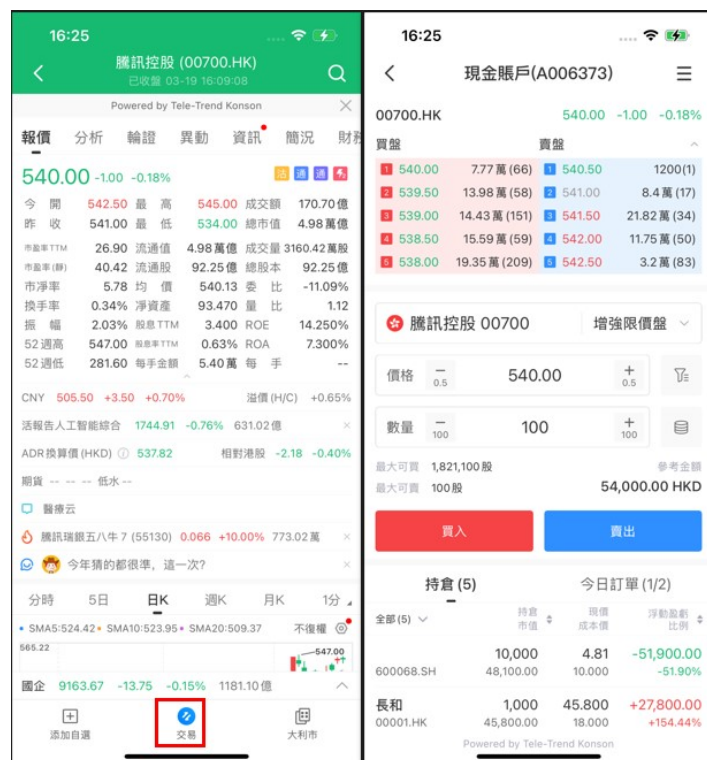 16:25
騰訊控股 (00700.HK)
已收盤 03-19 16:09:08
Powered by Tele-Trend Konson
報價 分析 輪證 異動 資訊 簡況 財務
540.00 -1.00 -0.18% 活 通 通
今開 542.50 最高 545.00 成交額 170.70億
昨收 541.00 最低 534.00 總市值 4.98萬億
市盈率TTM 26.90 流通值 4.98萬億 成交量 3160.42萬股
市盈率(靜) 40.42 流通股 92.25億 總股本 92.25億
市凈率 5.78 均價 540.13 委比 -11.09%
換手率 0.34% 凈資產 93.470 量比 1.12
振幅 2.03% 股息TTM 3.400 ROE 14.250%
52週高 547.00 股息率TTM 0.63% ROA 7.300%
52週低 281.60 每手金額 5.40萬 每手 --
CNY 505.50 +3.50 +0.70% 溢價(H/C) +0.65%
活報告人工智能綜合 1744.91 -0.76% 631.02億
ADR換算價(HKD) 537.82 相對港股 -2.18 -0.40%
期貨 -- -- -- 低水 --
醫療云
騰訊瑞銀五八牛7 (55130) 0.066 +10.00% 773.02萬
今年猜的都很準，這一次?
分時 5日 日K 週K 月K 1分
SMA5:524.42 SMA10:523.95 SMA20:509.37 不復權
565.22
547.00
國企 9163.67 -13.75 -0.15% 1181.10億
添加自選 交易 大利市
16:25
現金賬戶(A006373)
00700.HK 540.00 -1.00 -0.18%
買盤 賣盤
1 540.00 7.77萬(66) 1 540.50 1200(1)
2 539.50 13.98萬(58) 2 541.00 8.4萬(17)
3 539.00 14.43萬(151) 3 541.50 21.82萬(34)
4 538.50 15.59萬(59) 4 542.00 11.75萬(50)
5 538.00 19.35萬(209) 5 542.50 3.2萬(83)
騰訊控股 00700 增強限價盤
價格 − 0.5 540.00 + 0.5
數量 − 100 100 + 100
最大可買 1,821,100股 參考金額
最大可賣 100股 54,000.00 HKD
買入 賣出
持倉(5) 今日訂單(1/2)
全部(5) 持倉 現價 浮動盈虧
市值 成本價 比例
10,000 4.81 -51,900.00
600068.SH 48,100.00 10.000 -51.90%
長和 1,000 45.800 +27,800.00
00001.HK 45,800.00 18.000 +154.44%
Powered by Tele-Trend Konson